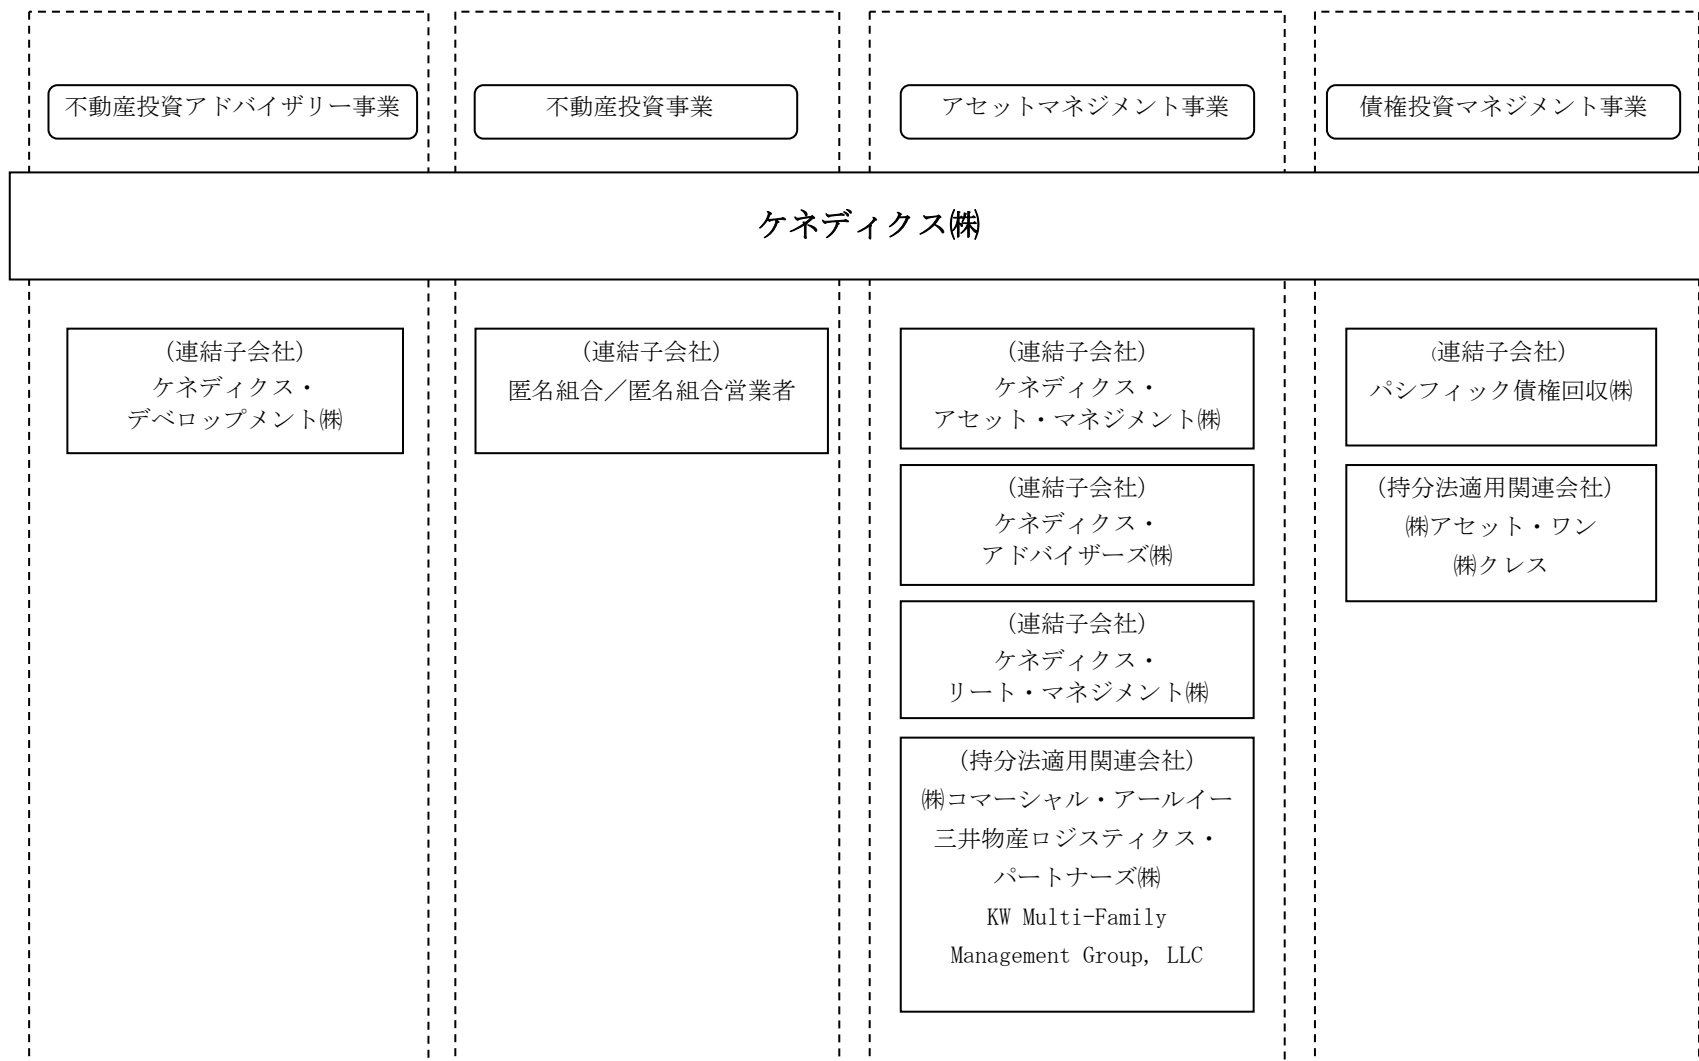 不動産投資アドバイザリー事業
不動産投資事業
アセットマネジメント事業
債権投資マネジメント事業
ケネディクス㈱
(連結子会社)
ケネディクス・
デベロップメント㈱
(連結子会社)
匿名組合／匿名組合営業者
(連結子会社)
ケネディクス・
アセット・マネジメント㈱
(連結子会社)
ケネディクス・
アドバイザーズ㈱
(連結子会社)
ケネディクス・
リート・マネジメント㈱
(持分法適用関連会社)
㈱コマーシャル・アールイー
三井物産ロジスティクス・
パートナーズ㈱
KW Multi-Family
Management Group, LLC
(連結子会社)
パシフィック債権回収㈱
(持分法適用関連会社)
㈱アセット・ワン
㈱クレス